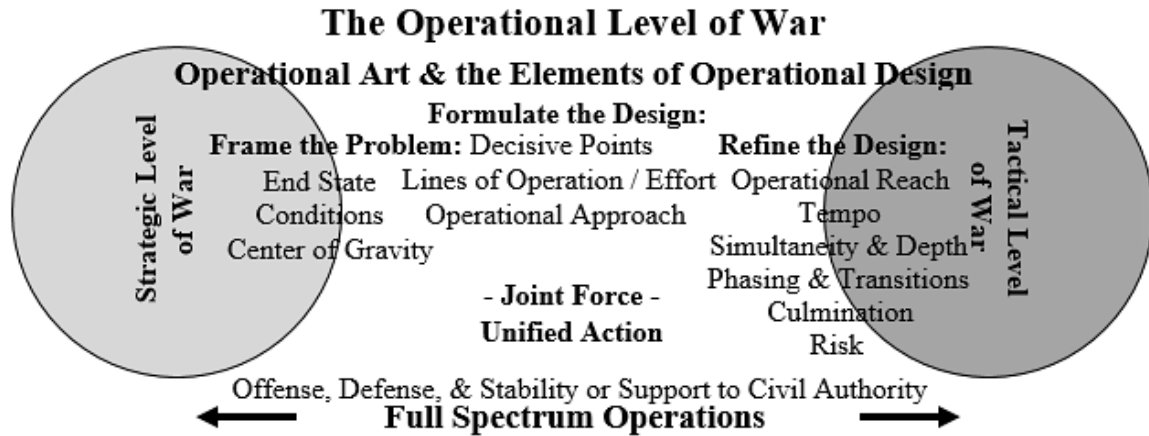 The Operational Level of War
Operational Art & the Elements of Operational Design
Formulate the Design:
Frame the Problem: Decisive Points
Refine the Design:
End State
Lines of Operation / Effort
Operational Reach
Conditions
Operational Approach
Tempo
Center of Gravity
Simultaneity & Depth
Phasing & Transitions
- Joint Force -
Culmination
Unified Action
Risk
Strategic Level
of War
Tactical Level
of War
Offense, Defense, & Stability or Support to Civil Authority
Full Spectrum Operations